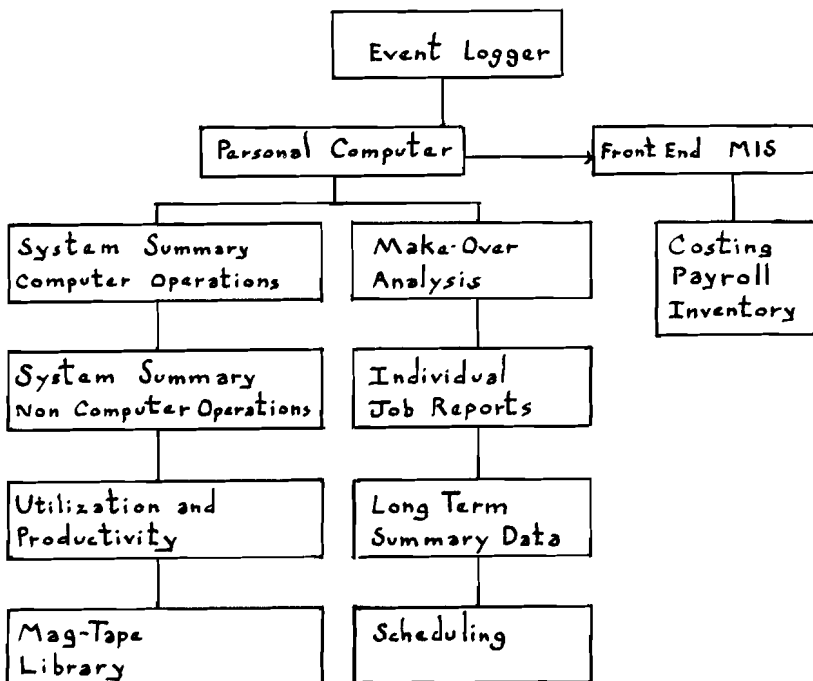 Event Logger
Personal Computer
Front End MIS
System Summary
Computer Operations
Make-Over
Analysis
Costing
Payroll
Inventory
System Summary
Non Computer Operations
Individual
Job Reports
Utilization and
Productivity
Long Term
Summary Data
Mag-Tape
Library
Scheduling